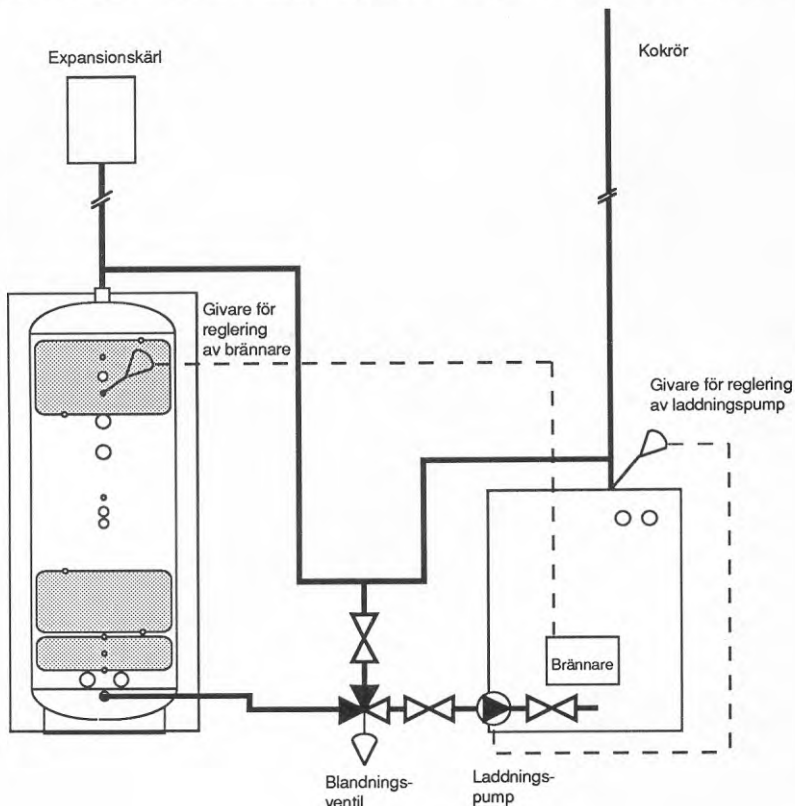 Expansionskärl
Kokrör
Givare för
reglering
av brännare
Givare för reglering
av laddningspump
Brännare
Blandnings-
ventil
Laddnings-
pump